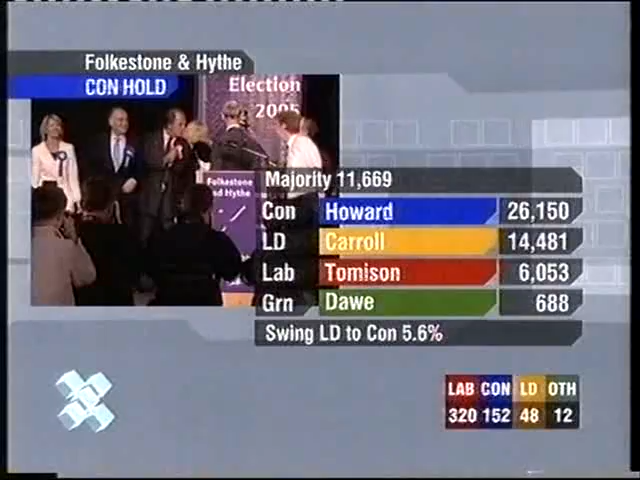 Folkestone & Hythe
CON HOLD
Election
2005
Folkestone
and Hythe
Majority 11,669
Con Howard 26,150
LD Carroll 14,481
Lab Tomison 6,053
Grn Dawe 688
Swing LD to Con 5.6%
LAB CON LD OTH
320 152 48 12